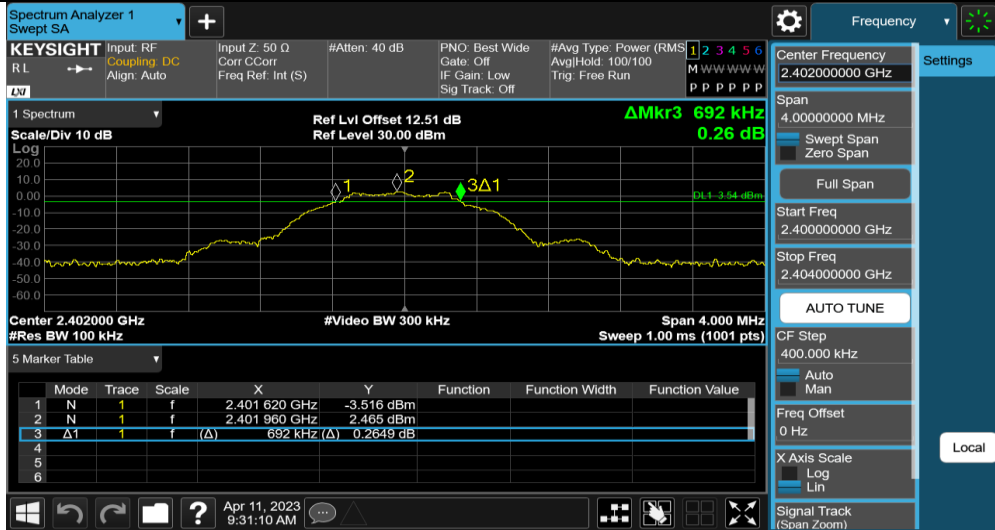 Spectrum Analyzer 1
Swept SA
+
Frequency
KEYSIGHT
R L
LXI
Input: RF
Coupling: DC
Align: Auto
Input Z: 50 Ω
Corr CCorr
Freq Ref: Int (S)
#Atten: 40 dB
PNO: Best Wide
Gate: Off
IF Gain: Low
Sig Track: Off
#Avg Type: Power (RMS
Avg|Hold: 100/100
Trig: Free Run
1 2 3 4 5 6
M W W W W W
P P P P P P
1 Spectrum
Scale/Div 10 dB
Ref Lvl Offset 12.51 dB
Ref Level 30.00 dBm
ΔMkr3 692 kHz
0.26 dB
Log
20.0
10.0
0.00
-10.0
-20.0
-30.0
-40.0
-50.0
-60.0
1
2
3Δ1
DL1 -3.54 dBm
Center 2.402000 GHz
#Res BW 100 kHz
#Video BW 300 kHz
Span 4.000 MHz
Sweep 1.00 ms (1001 pts)
5 Marker Table
Mode Trace Scale X Y Function Function Width Function Value
1 N 1 f 2.401 620 GHz -3.516 dBm
2 N 1 f 2.401 960 GHz 2.465 dBm
3 Δ1 1 f (Δ) 692 kHz (Δ) 0.2649 dB
4
5
6
Apr 11, 2023
9:31:10 AM
?
Center Frequency
2.402000000 GHz
Span
4.00000000 MHz
Swept Span
Zero Span
Full Span
Start Freq
2.400000000 GHz
Stop Freq
2.404000000 GHz
AUTO TUNE
CF Step
400.000 kHz
Auto
Man
Freq Offset
0 Hz
X Axis Scale
Log
Lin
Signal Track
(Span Zoom)
Settings
Local